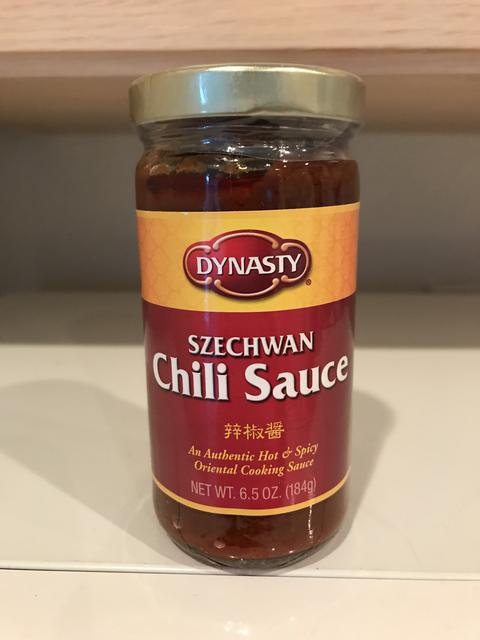 DYNASTY®
SZECHWAN
Chili Sauce
辣椒醬
An Authentic Hot & Spicy
Oriental Cooking Sauce
NET WT. 6.5 OZ. (184g)